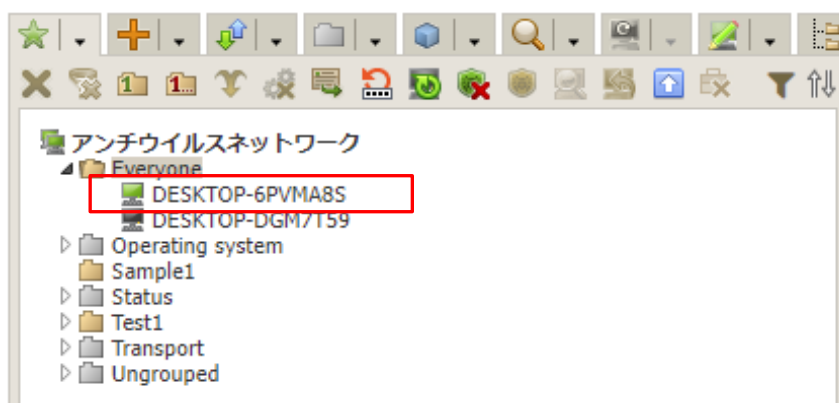 アンチウイルスネットワーク
Everyone
DESKTOP-6PVMA8S
DESKTOP-DGM7T59
Operating system
Sample1
Status
Test1
Transport
Ungrouped